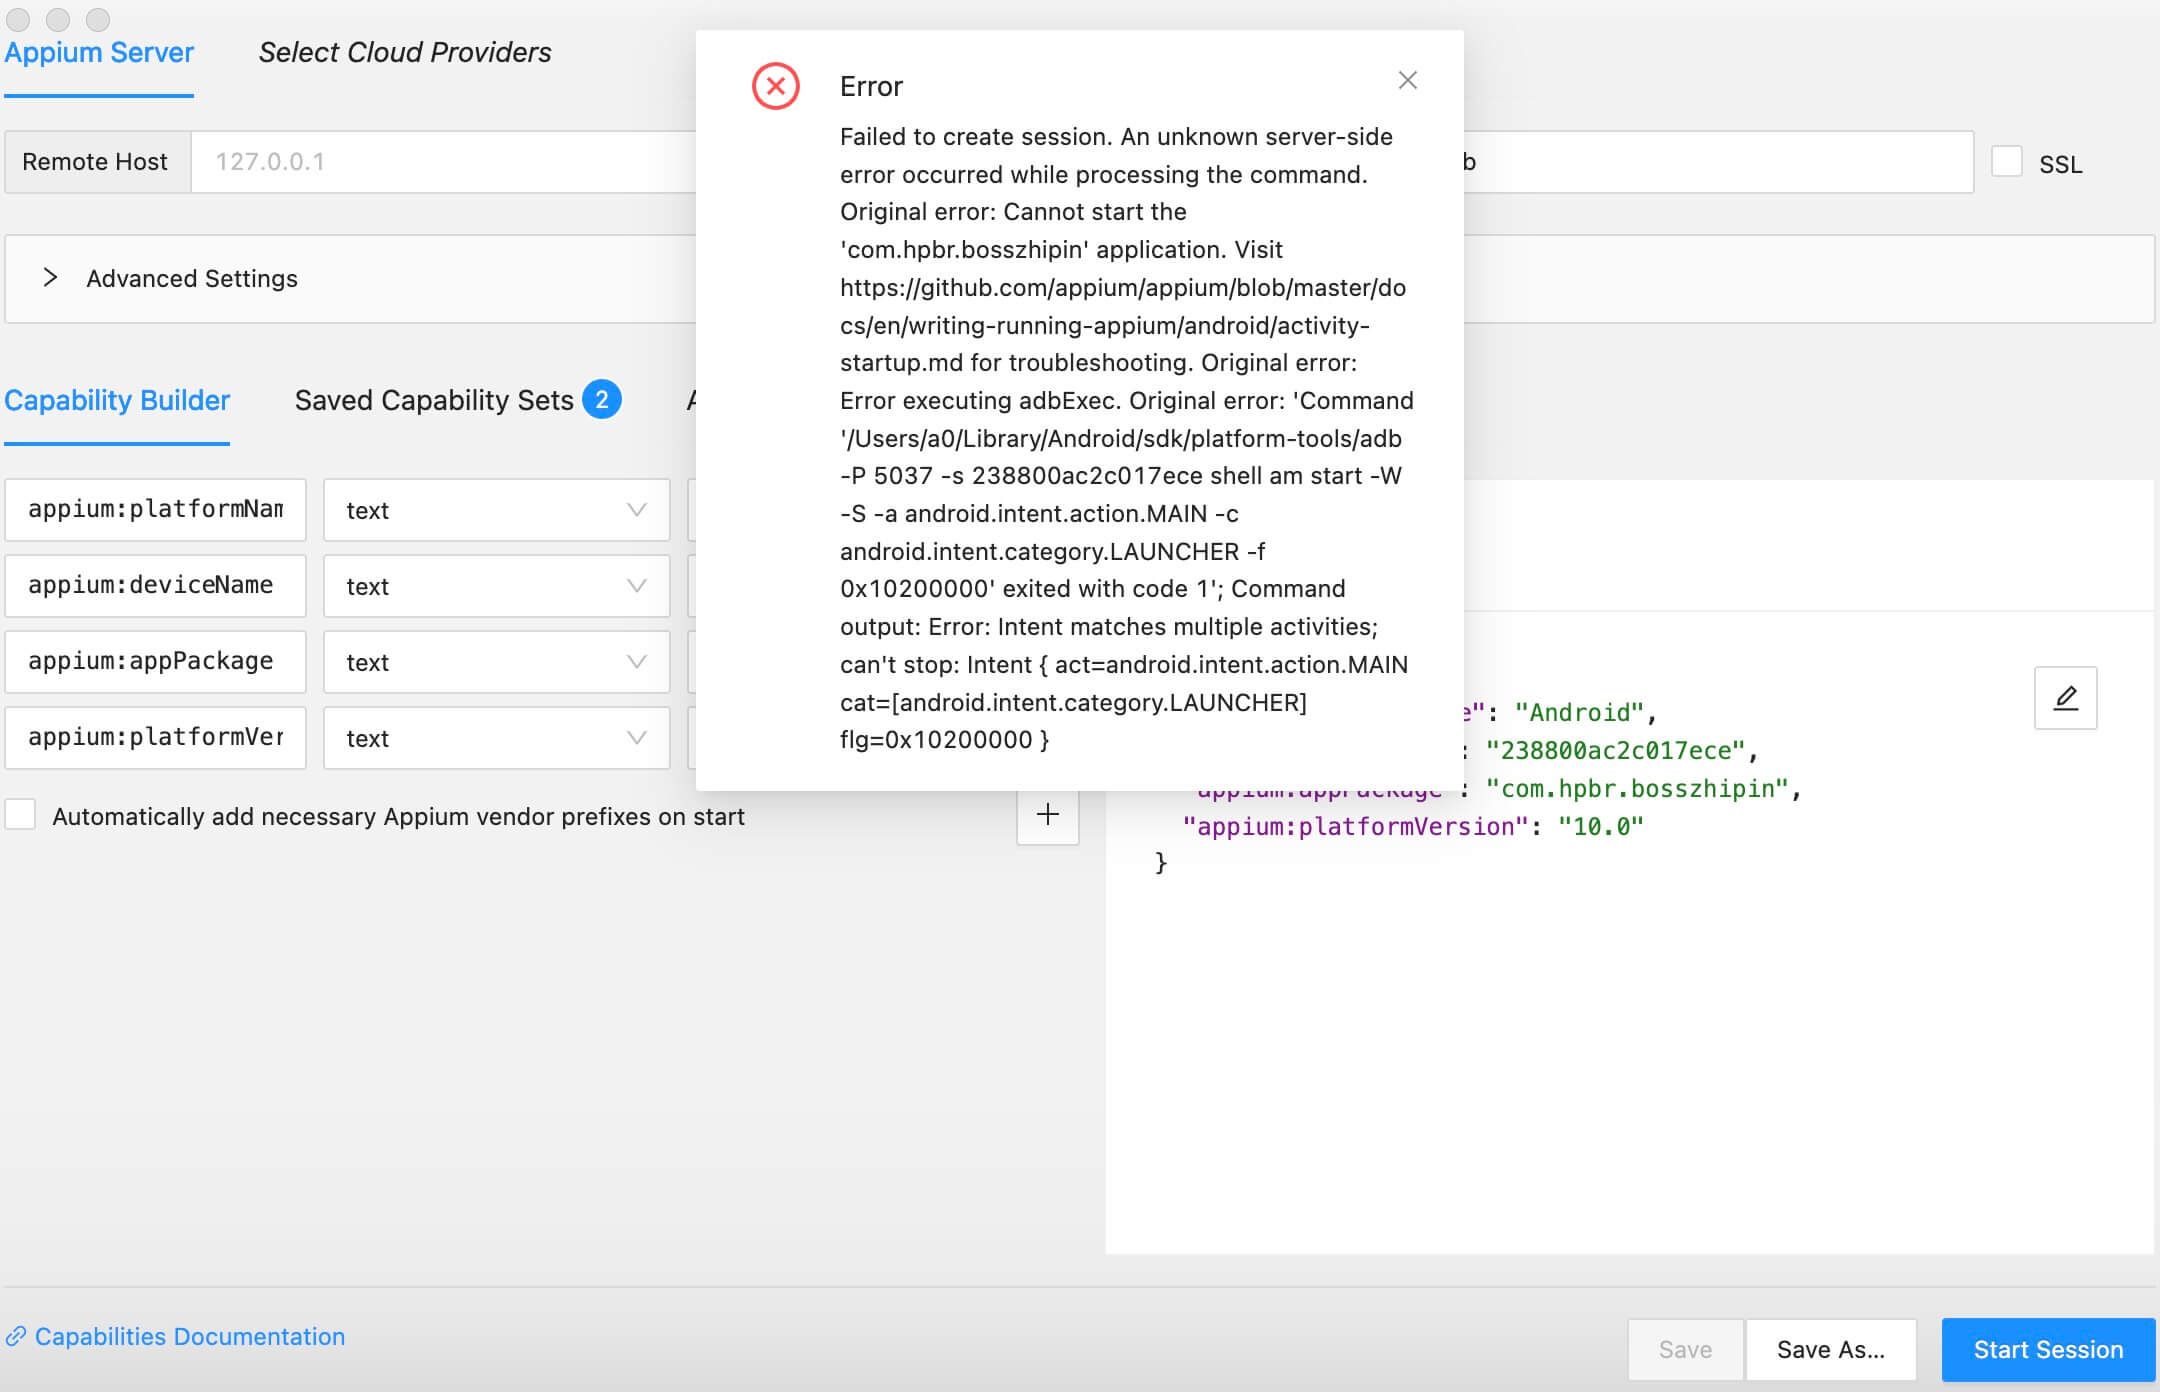 Appium Server
Select Cloud Providers
Remote Host
127.0.0.1
SSL
Advanced Settings
Capability Builder
Saved Capability Sets 2
appium:platformNam
text
appium:deviceName
text
appium:appPackage
text
appium:platformVer
text
Automatically add necessary Appium vendor prefixes on start
Error
Failed to create session. An unknown server-side
error occurred while processing the command.
Original error: Cannot start the
'com.hpbr.bosszhipin' application. Visit
https://github.com/appium/appium/blob/master/do
cs/en/writing-running-appium/android/activity-
startup.md for troubleshooting. Original error:
Error executing adbExec. Original error: 'Command
'/Users/a0/Library/Android/sdk/platform-tools/adb
-P 5037 -s 238800ac2c017ece shell am start -W
-S -a android.intent.action.MAIN -c
android.intent.category.LAUNCHER -f
0x10200000' exited with code 1'; Command
output: Error: Intent matches multiple activities;
can't stop: Intent { act=android.intent.action.MAIN
cat=[android.intent.category.LAUNCHER]
flg=0x10200000 }
e": "Android",
: "238800ac2c017ece",
appium:appPackage": "com.hpbr.bosszhipin",
"appium:platformVersion": "10.0"
}
Capabilities Documentation
Save
Save As...
Start Session